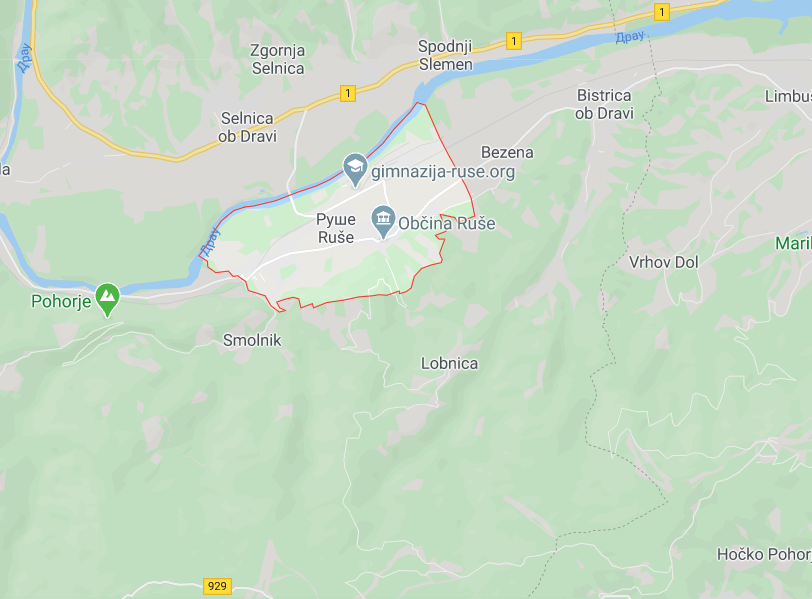 1
Драу
1
Драу
Zgornja
Selnica
Spodnji
Slemen
1
Bistrica
ob Dravi
Limbus
Selnica
ob Dravi
Bezena
la
gimnazija-ruse.org
Руше
Ruše
Občina Ruše
Драу
Maril
Vrhov Dol
Pohorje
Smolnik
Lobnica
Hočko Pohorj
929